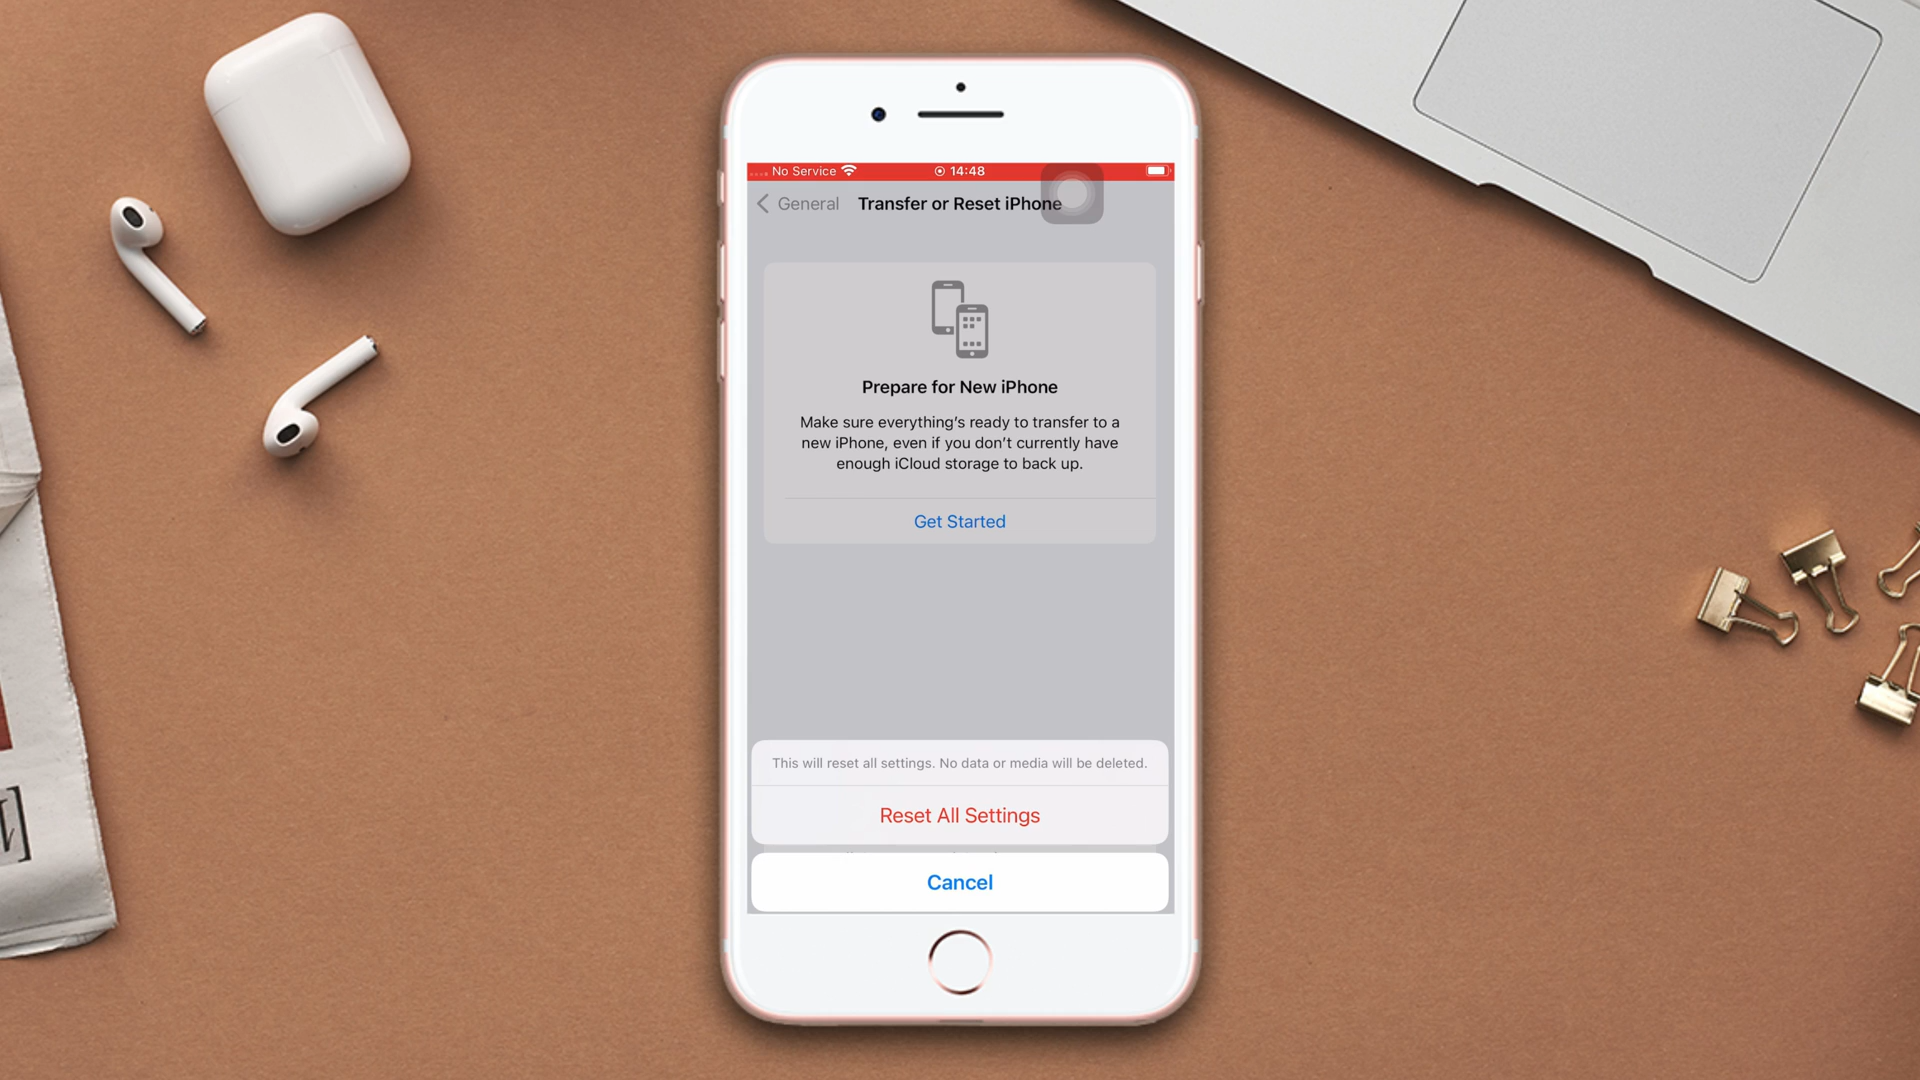 No Service 14:48
General Transfer or Reset iPhone
Prepare for New iPhone
Make sure everything's ready to transfer to a
new iPhone, even if you don't currently have
enough iCloud storage to back up.
Get Started
This will reset all settings. No data or media will be deleted.
Reset All Settings
Cancel